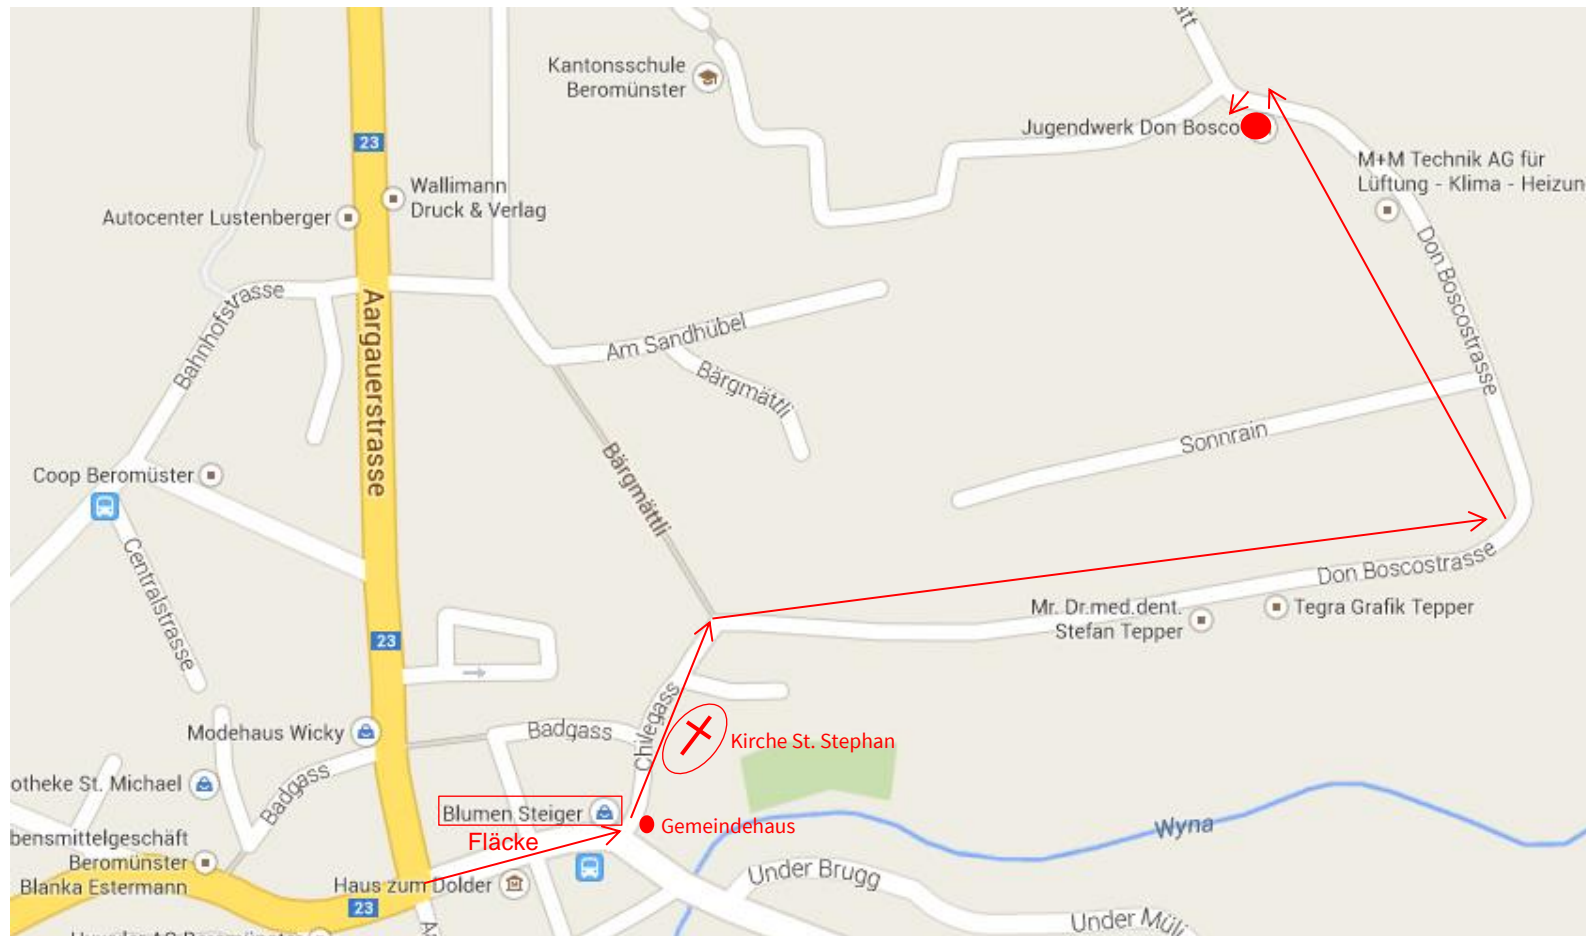 att
Kantonsschule
Beromünster
Jugendwerk Don Bosco
23
M+M Technik AG für
Lüftung - Klima - Heizun
Wallimann
Druck & Verlag
Autocenter Lustenberger
Don Boscostrasse
Bahnhofstrasse
Aargauerstrasse
Am Sandhübel
Bärgmättli
Sonnrain
Bärgmättli
Coop Beromüster
Centralstrasse
Don Boscostrasse
Mr. Dr.med.dent.
Stefan Tepper
Tegra Grafik Tepper
23
Chilegass
Badgass
Modehaus Wicky
Kirche St. Stephan
otheke St. Michael
Badgass
Blumen Steiger
Gemeindehaus
Fläcke
Wyna
bensmittelgeschäft
Beromünster
Blanka Estermann
Haus zum Dolder
23
Under Brugg
Under Müli